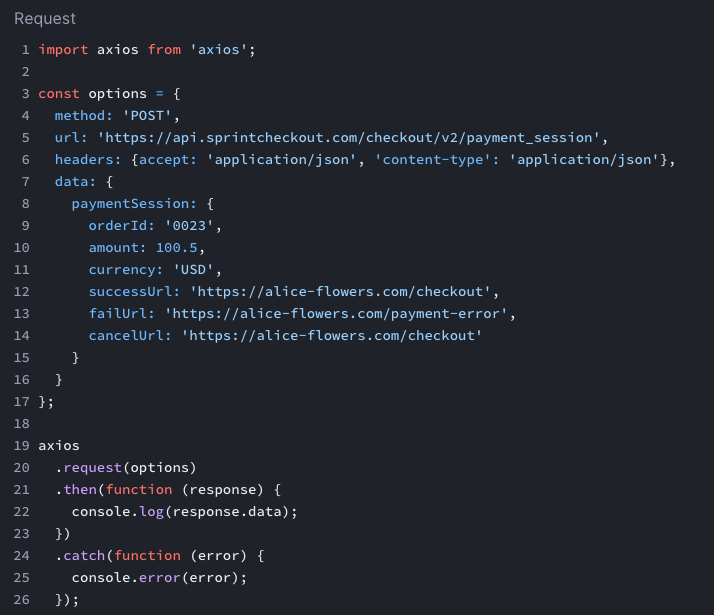 Request
1 import axios from 'axios';
2
3 const options = {
4   method: 'POST',
5   url: 'https://api.sprintcheckout.com/checkout/v2/payment_session',
6   headers: {accept: 'application/json', 'content-type': 'application/json'},
7   data: {
8     paymentSession: {
9       orderId: '0023',
10       amount: 100.5,
11       currency: 'USD',
12       successUrl: 'https://alice-flowers.com/checkout',
13       failUrl: 'https://alice-flowers.com/payment-error',
14       cancelUrl: 'https://alice-flowers.com/checkout'
15     }
16   }
17 };
18
19 axios
20   .request(options)
21   .then(function (response) {
22     console.log(response.data);
23   })
24   .catch(function (error) {
25     console.error(error);
26   });